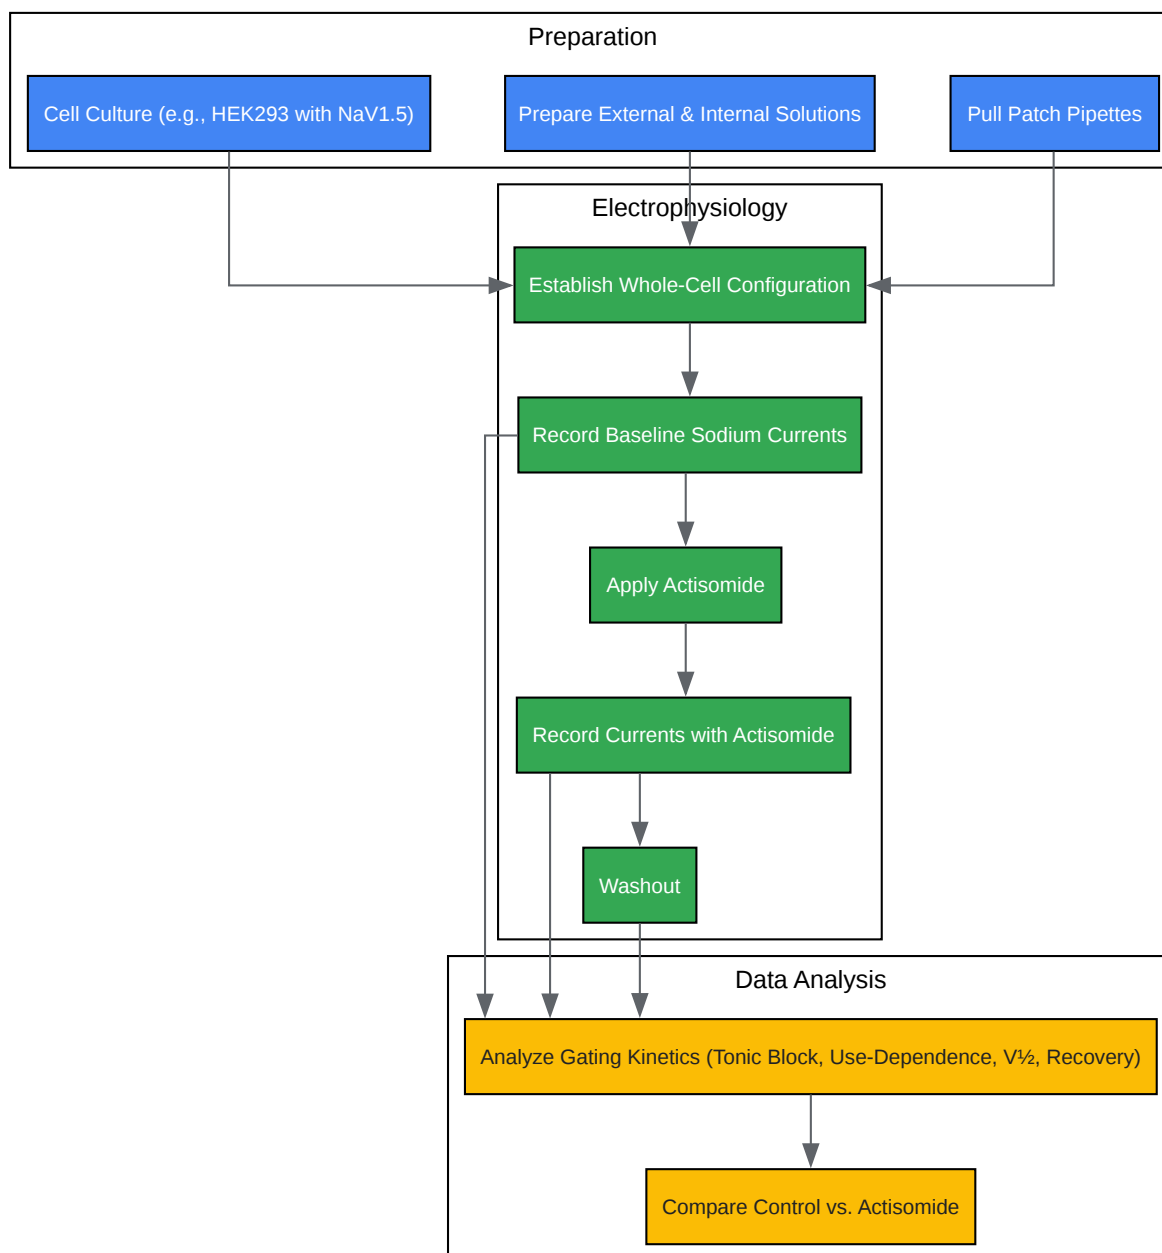 Preparation
Cell Culture (e.g., HEK293 with NaV1.5)
Prepare External & Internal Solutions
Pull Patch Pipettes
Electrophysiology
Establish Whole-Cell Configuration
Record Baseline Sodium Currents
Apply Actisomide
Record Currents with Actisomide
Washout
Data Analysis
Analyze Gating Kinetics (Tonic Block, Use-Dependence, V½, Recovery)
Compare Control vs. Actisomide